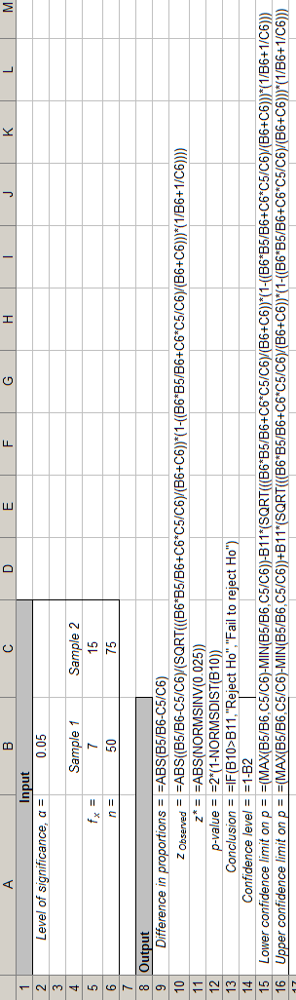 A B C D E F G H I J K L M
1 Input
2 Level of significance, α = 0.05
3
4 Sample 1 Sample 2
5 f x = 7 15
6 n = 50 75
7
8 Output
9 Difference in proportions = =ABS(B5/B6-C5/C6)
10 z Observed = =ABS((B5/B6-C5/C6)/(SQRT(((B6*B5/B6+C6*C5/C6)/(B6+C6))*(1-((B6*B5/B6+C6*C5/C6)/(B6+C6)))*(1/B6+1/C6))))
11 z* = =ABS(NORMSINV(0.025))
12 p-value = =2*(1-NORMSDIST(B10))
13 Conclusion = =IF(B10>B11,"Reject Ho","Fail to reject Ho")
14 Confidence level = =1-B2
15 Lower confidence limit on p = =(MAX(B5/B6,C5/C6)-MIN(B5/B6,C5/C6))-B11*(SQRT(((B6*B5/B6+C6*C5/C6)/(B6+C6))*(1-((B6*B5/B6+C6*C5/C6)/(B6+C6)))*(1/B6+1/C6)))
16 Upper confidence limit on p = =(MAX(B5/B6,C5/C6)-MIN(B5/B6,C5/C6))+B11*(SQRT(((B6*B5/B6+C6*C5/C6)/(B6+C6))*(1-((B6*B5/B6+C6*C5/C6)/(B6+C6)))*(1/B6+1/C6)))
17